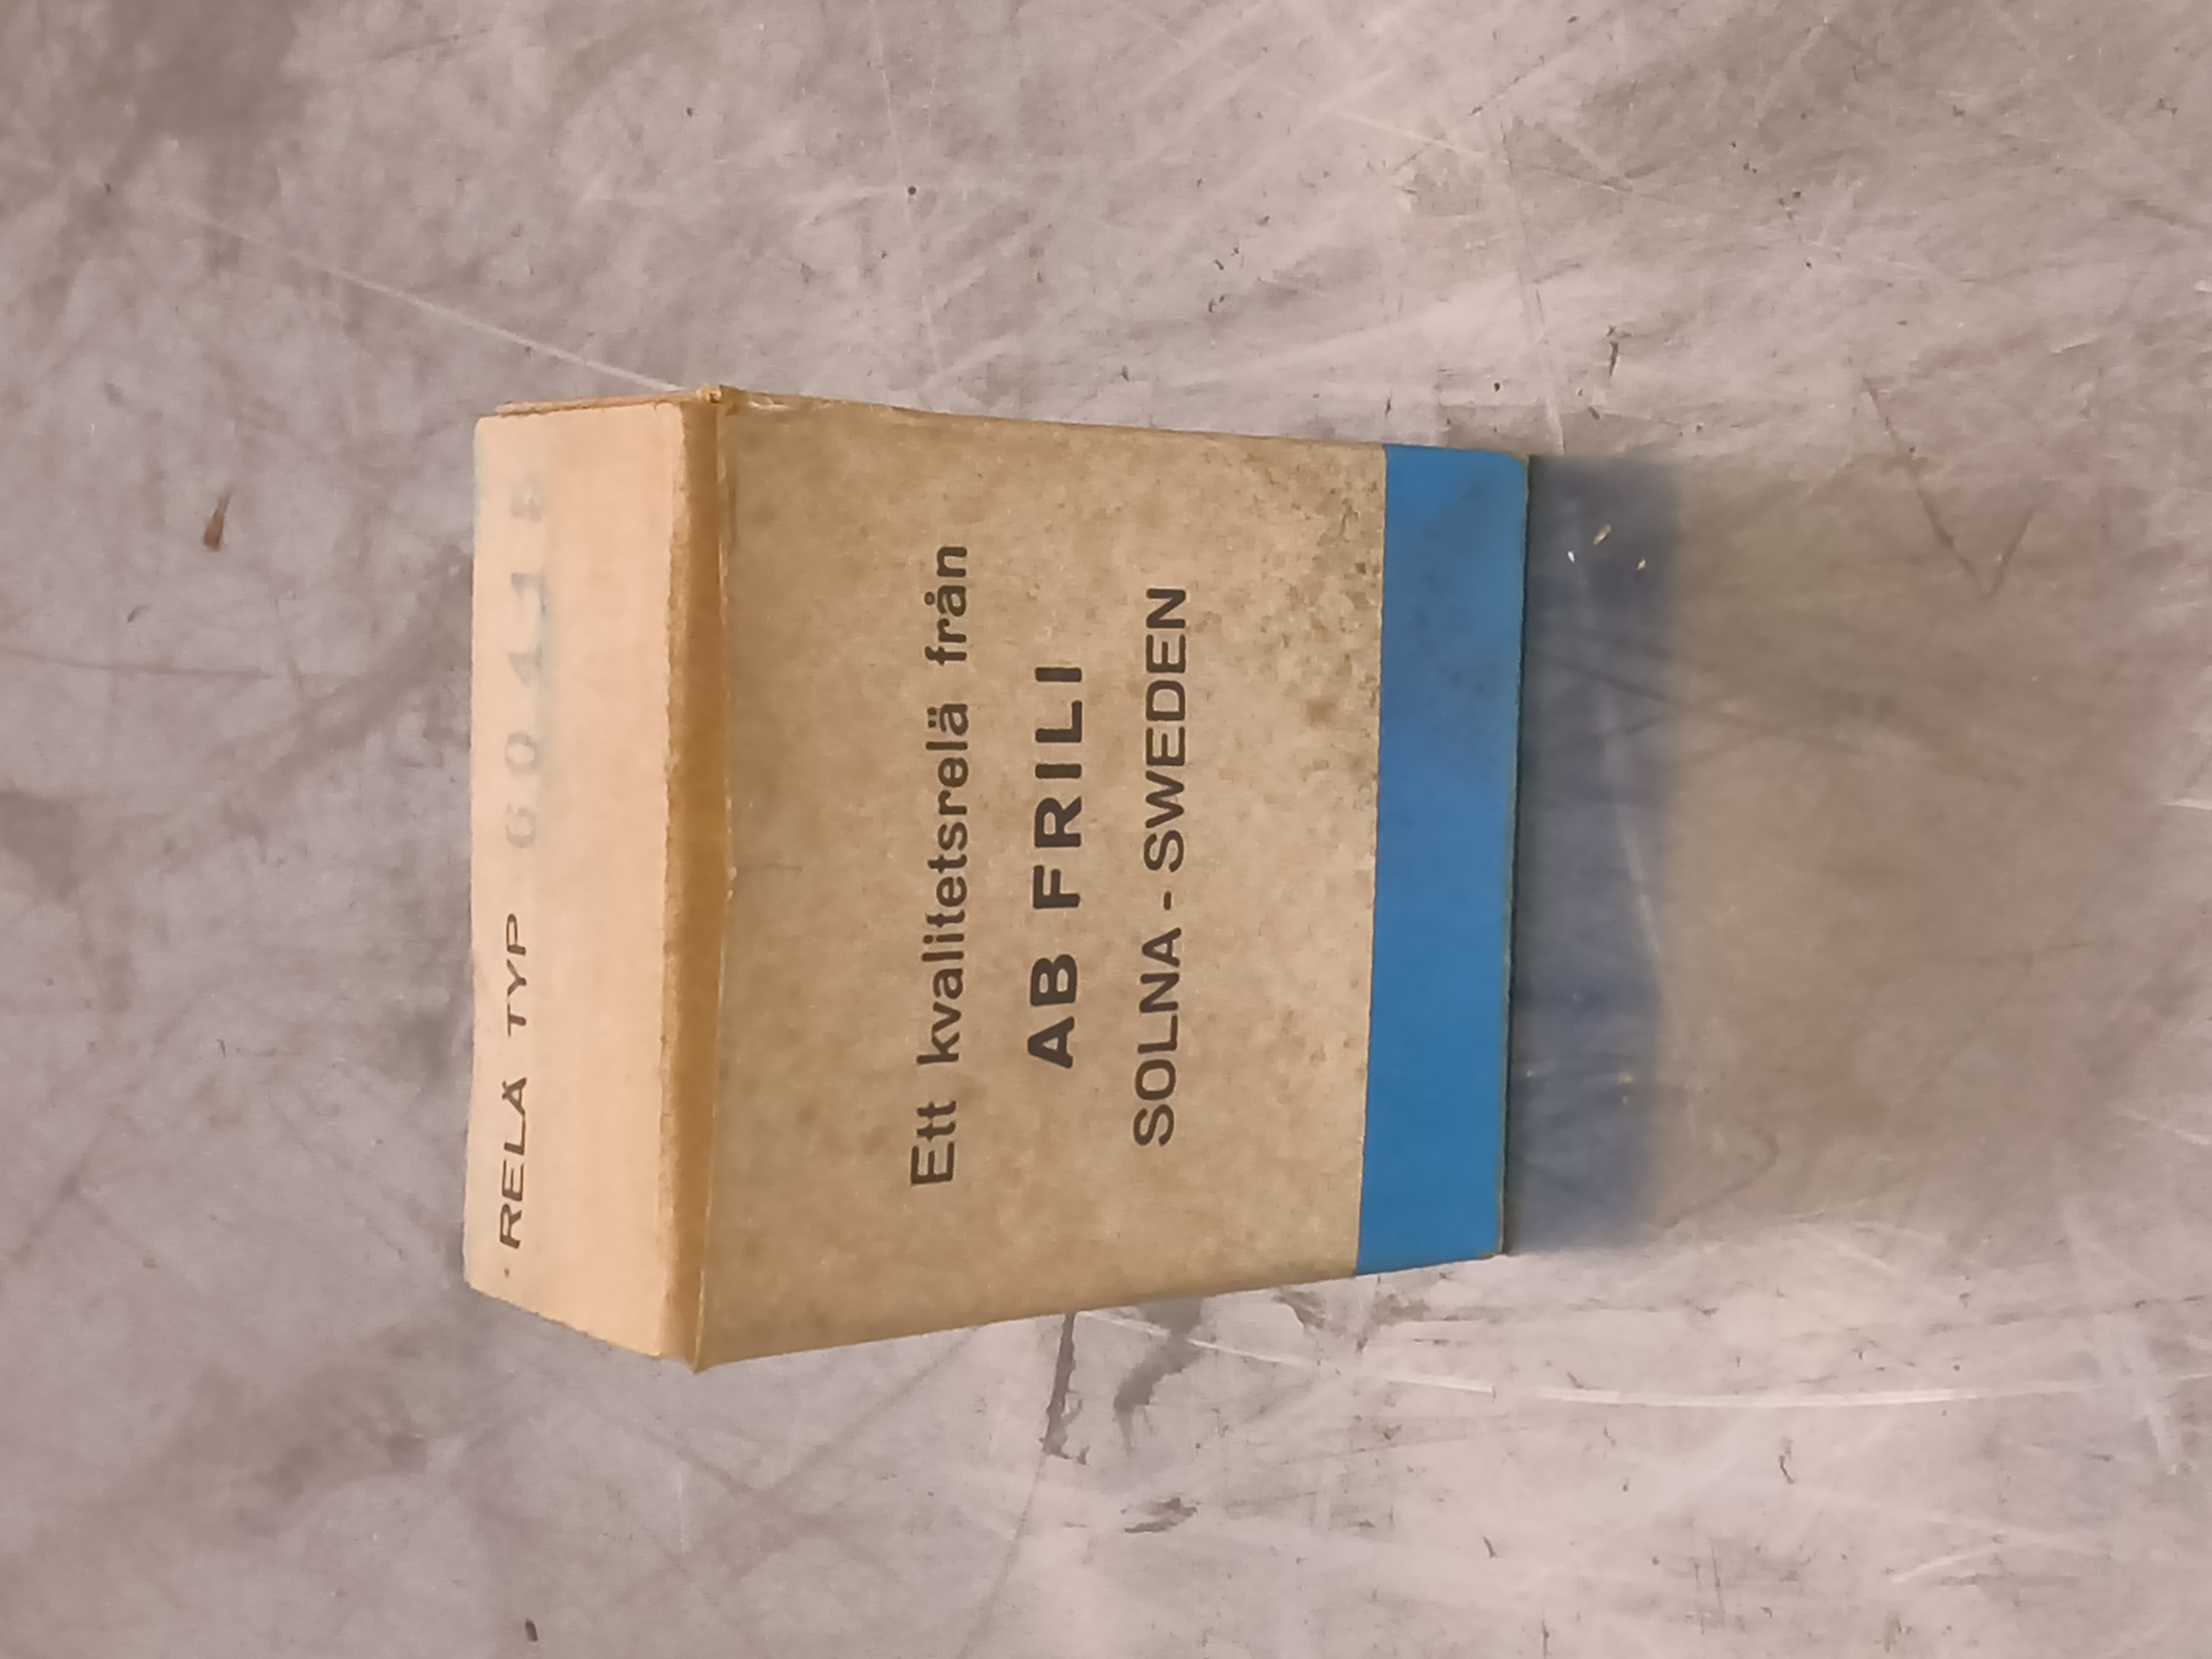 RELÄ TYP
Ett kvalitetsrelä från
AB FRILI
SOLNA - SWEDEN